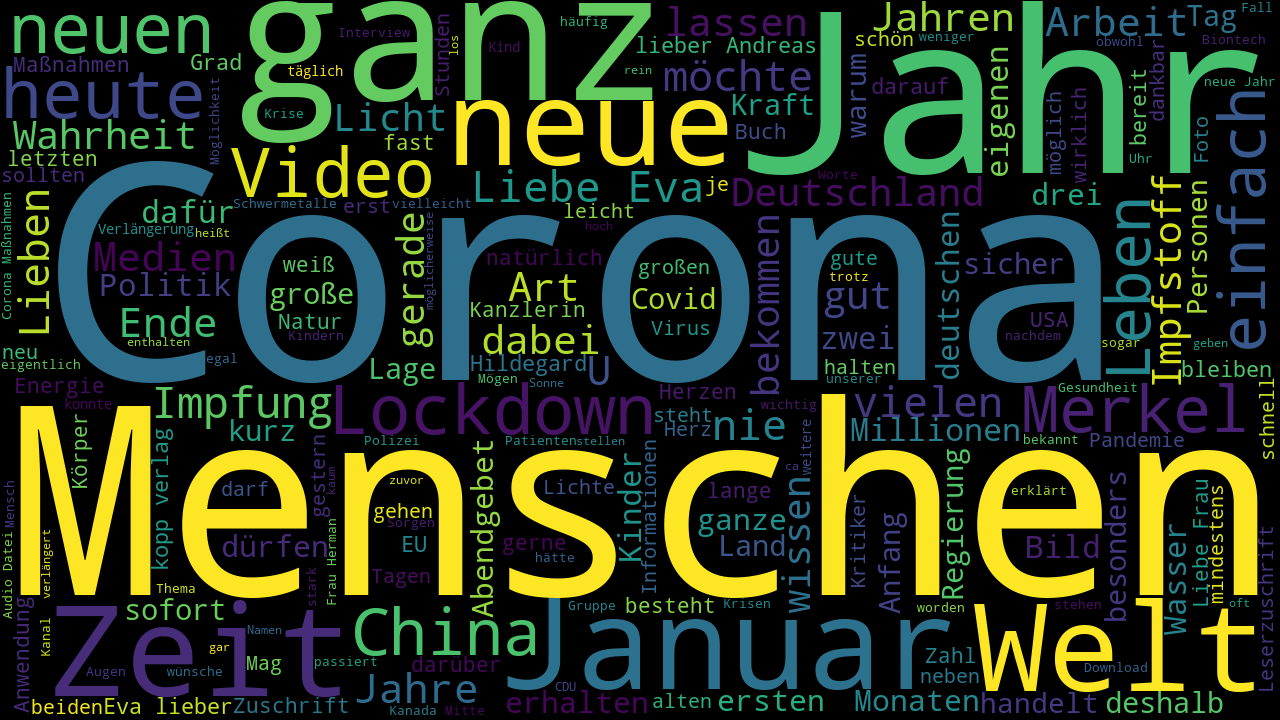 neuen
ganz
lassen
Jahren
Arbeit
Tag
Fall
häufig
Interview
los
Kind
lieber Andreas
schön
weniger
obwohl
Biontech
Maßnahmen
Grad
täglich
stunden
rein
möchte
warum
darauf
eigenen
Jahr
bereit
dankbar
neue Jahr
heute
Möglichkeit
Krise
Licht
neue
Kraft
Buch
möglich
wirklich
Uhr
Foto
einfach
Wahrheit
fast
letzten
sollten
Video
Liebe Eva
je
Worte
Deutschland
drei
Corona Maßnahmen
Lieben
dafür
Schwermetalle
erst
vielleicht
leicht
hoch
Verlängerung
heißt
Medien
Politik
weiß
große
Natur
Kindern
gerade
möglicherweise
natürlich
Art
Kanzlerin
dabei
großen
Covid
Virus
bekommen
gute
trotz
gut
zwei
deutschen
sicher
USA
nachdem
Leben
Impfstoff
Personen
Corona
Ende
enthalten
egal
neu
eigentlich
Lage
Hildegard
U
Mögen
Sonne
halten
unserer
sogar
geben
bleiben
Energie
konnte
Impfung
Lockdown
Herzen
steht
Herz
nie
wichtig
vielen
Millionen
Gesundheit
Merkel
bekannt
Pandemie
schnell
Körper
kurz
kopp verlag
gestern
kaum
Polizei
Patienten
stellen
Informationen
weitere
ca
Menschen
Mensch
Audio Datei
verlängert
darf
dürfen
zuvor
gehen
Sorgen
EU
Tagen
Abendgebet
Lichte
gerne
hätte
Kinder
lange
ganze
Land
wissen
Kritiker
Anfang
Regierung
erklärt
Bild
besonders
Wasser
Liebe Frau
mindestens
Leserzuschrift
Thema
stark
Frau Herman
Anwendung
Kanal
sofort
Zeit
Namen
gar
Mag
passiert
China
darüber
Gruppe
besteht
Krisen
Januar
worden
stehen
oft
Welt
Zahl
neben
Download
Augen
wünsche
beiden
Eva lieber
Zuschrift
Jahre
Kanada
Mitte
CDU
erhalten
alten
ersten
Monaten
handelt
deshalb